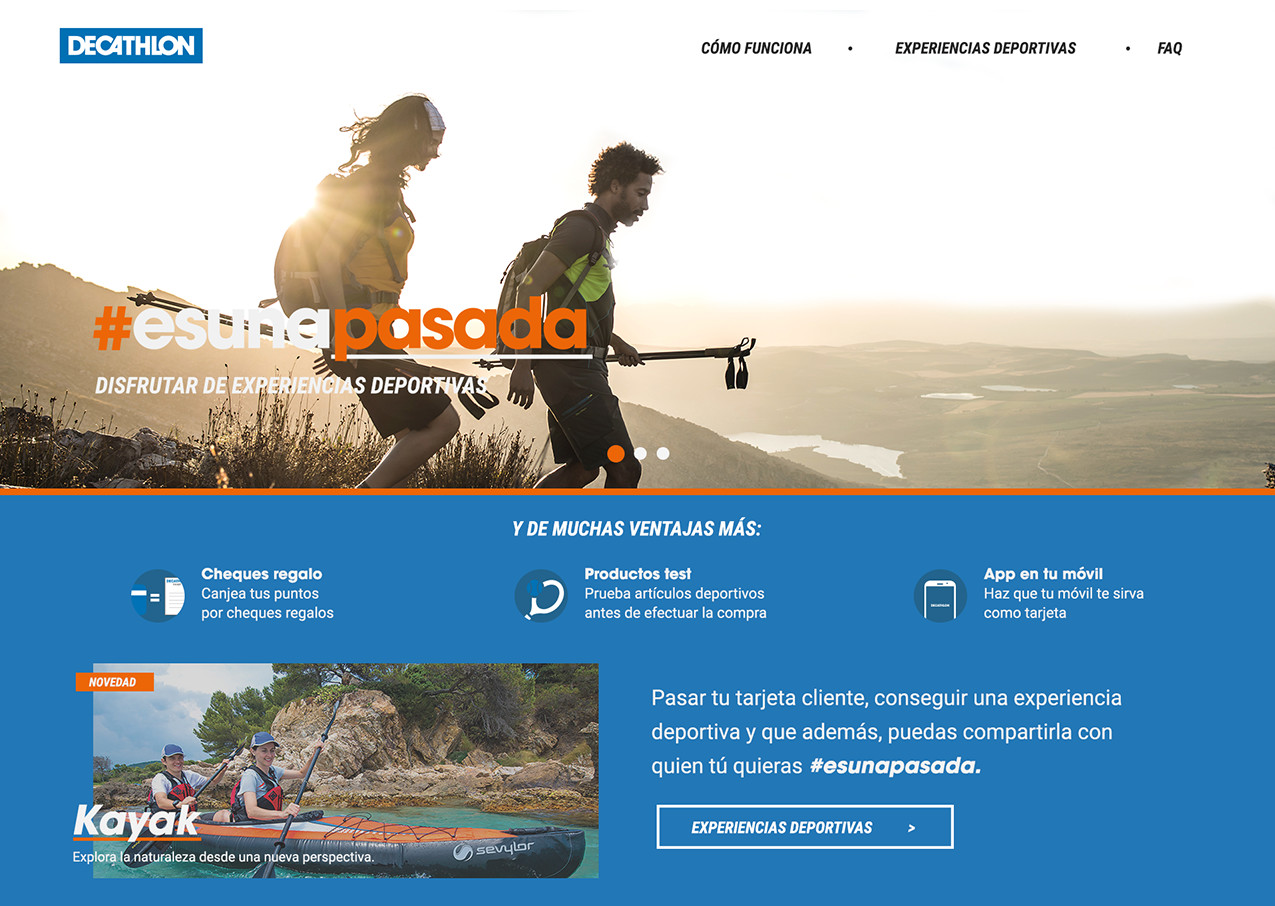 DECATHLON
CÓMO FUNCIONA • EXPERIENCIAS DEPORTIVAS • FAQ
#esunapasada
DISFRUTAR DE EXPERIENCIAS DEPORTIVAS
Y DE MUCHAS VENTAJAS MÁS:
Cheques regalo
Canjea tus puntos
por cheques regalos
Productos test
Prueba artículos deportivos
antes de efectuar la compra
App en tu móvil
Haz que tu móvil te sirva
como tarjeta
DECATHLON
NOVEDAD
Kayak
Explora la naturaleza desde una nueva perspectiva.
sevylor
Pasar tu tarjeta cliente, conseguir una experiencia
deportiva y que además, puedas compartirla con
quien tú quieras #esunapasada.
EXPERIENCIAS DEPORTIVAS >